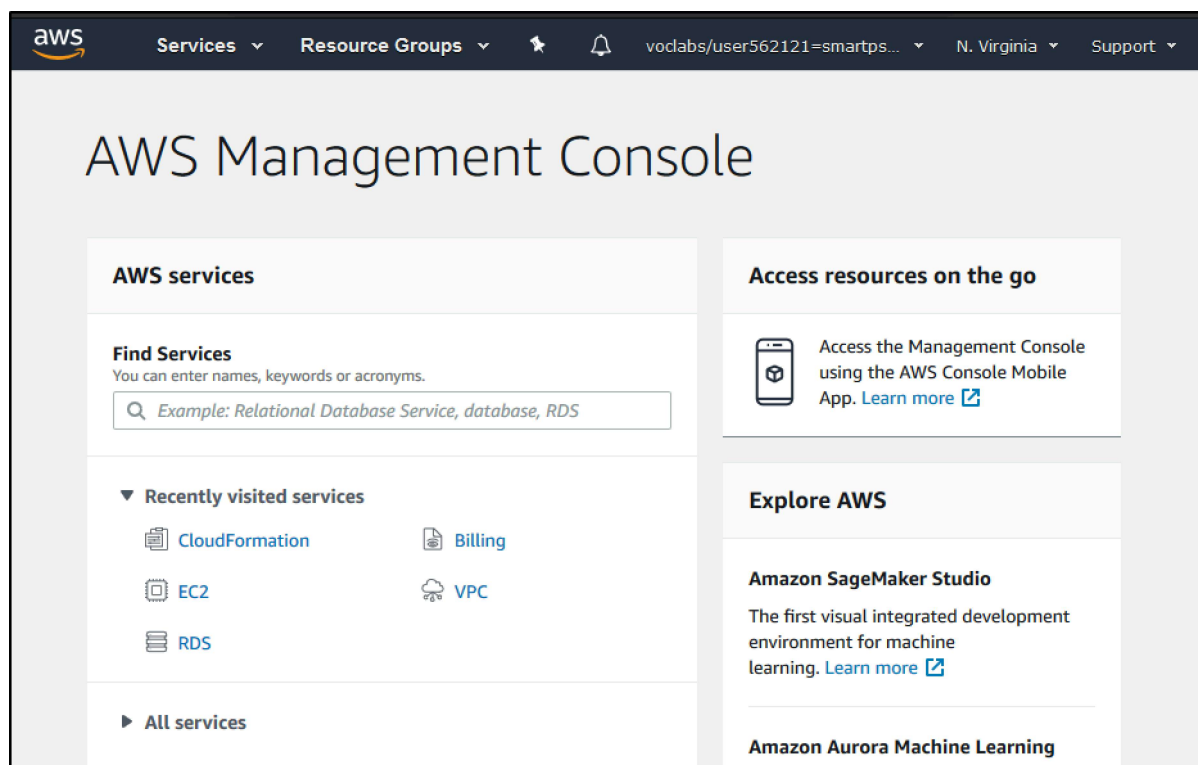 aws
Services
Resource Groups
voclabs/user562121=smartps...
N. Virginia
Support
AWS Management Console
AWS services
Find Services
You can enter names, keywords or acronyms.
Example: Relational Database Service, database, RDS
Recently visited services
CloudFormation
Billing
EC2
VPC
RDS
All services
Access resources on the go
Access the Management Console
using the AWS Console Mobile
App. Learn more
Explore AWS
Amazon SageMaker Studio
The first visual integrated development
environment for machine
learning. Learn more
Amazon Aurora Machine Learning